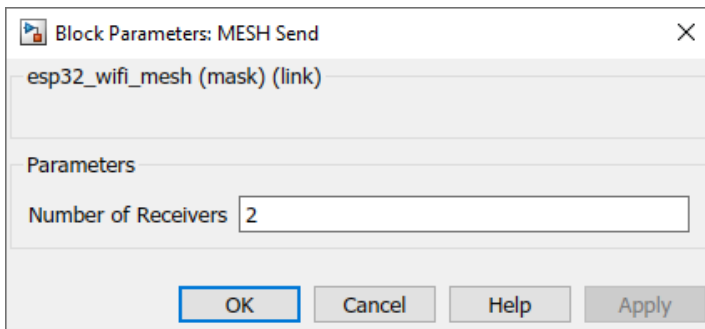 Block Parameters: MESH Send
esp32_wifi_mesh (mask) (link)
Parameters
Number of Receivers 2
OK Cancel Help Apply